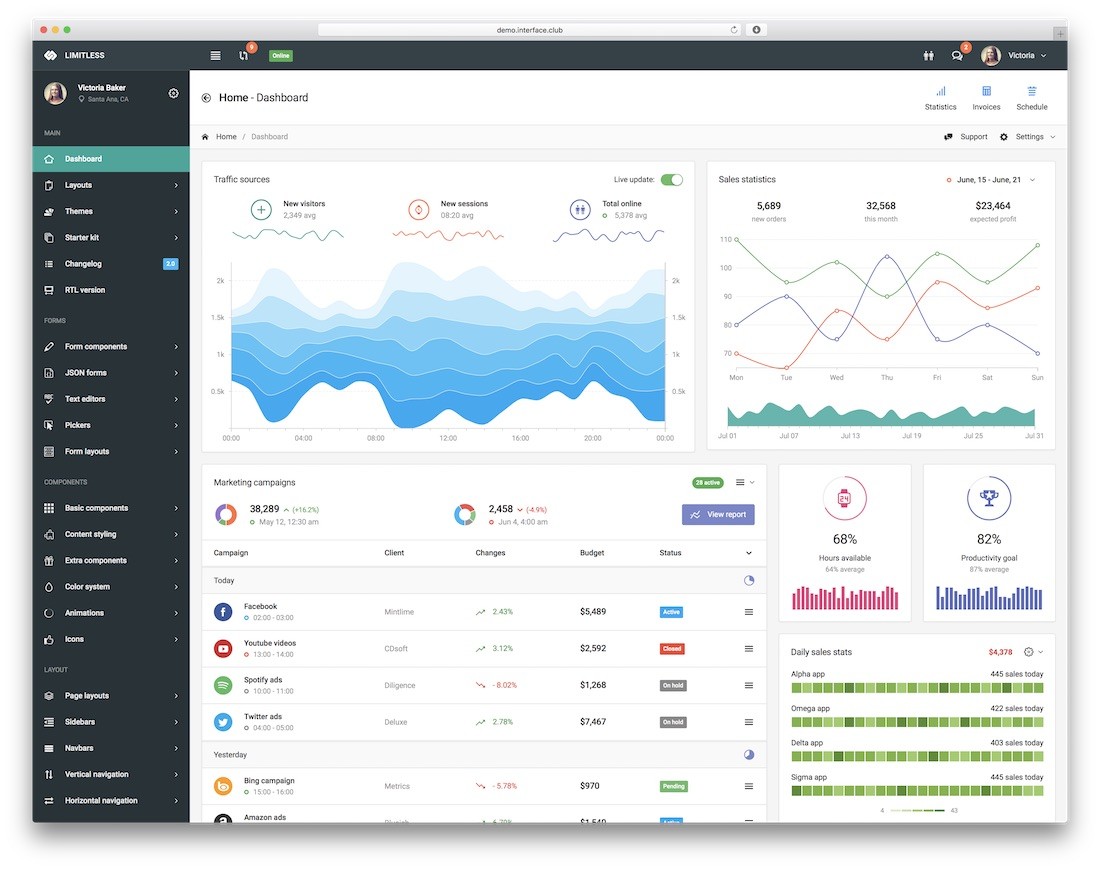 demo.interface.club
LIMITLESS
9
Online
2
Victoria
Victoria Baker
Santa Ana, CA
MAIN
Dashboard
Layouts
Themes
Starter kit
Changelog
2.0
RTL version
FORMS
Form components
JSON forms
Text editors
Pickers
Form layouts
COMPONENTS
Basic components
Content styling
Extra components
Color system
Animations
Icons
LAYOUT
Page layouts
Sidebars
Navbars
Vertical navigation
Horizontal navigation
Home - Dashboard
Statistics
Invoices
Schedule
Home / Dashboard
Support
Settings
Traffic sources
Live update:
New visitors
2,349 avg
New sessions
08:20 avg
Total online
5,378 avg
2k
1.5k
1k
0.5k
2k
1.5k
1k
0.5k
00:00 04:00 08:00 12:00 16:00 20:00 00:00
Sales statistics
June, 15 - June, 21
5,689
new orders
32,568
this month
$23,464
expected profit
110
100
90
80
70
Mon Tue Wed Thu Fri Sat Sun
Jul 01 Jul 07 Jul 13 Jul 19 Jul 25 Jul 31
Marketing campaigns
28 active
38,289 (+16.2%)
May 12, 12:30 am
2,458 (-4.9%)
Jun 4, 4:00 am
View report
Campaign Client Changes Budget Status
Today
Facebook
02:00 - 03:00
Mintlime 2.43% $5,489 Active
Youtube videos
13:00 - 14:00
CDsoft 3.12% $2,592 Closed
Spotify ads
10:00 - 11:00
Diligence - 8.02% $1,268 On hold
Twitter ads
04:00 - 05:00
Deluxe 2.78% $7,467 On hold
Yesterday
Bing campaign
15:00 - 16:00
Metrics - 5.78% $970 Pending
Amazon ads
24
68%
Hours available
64% average
82%
Productivity goal
87% average
Daily sales stats
$4,378
Alpha app 445 sales today
Omega app 422 sales today
Delta app 403 sales today
Sigma app 445 sales today
4 43